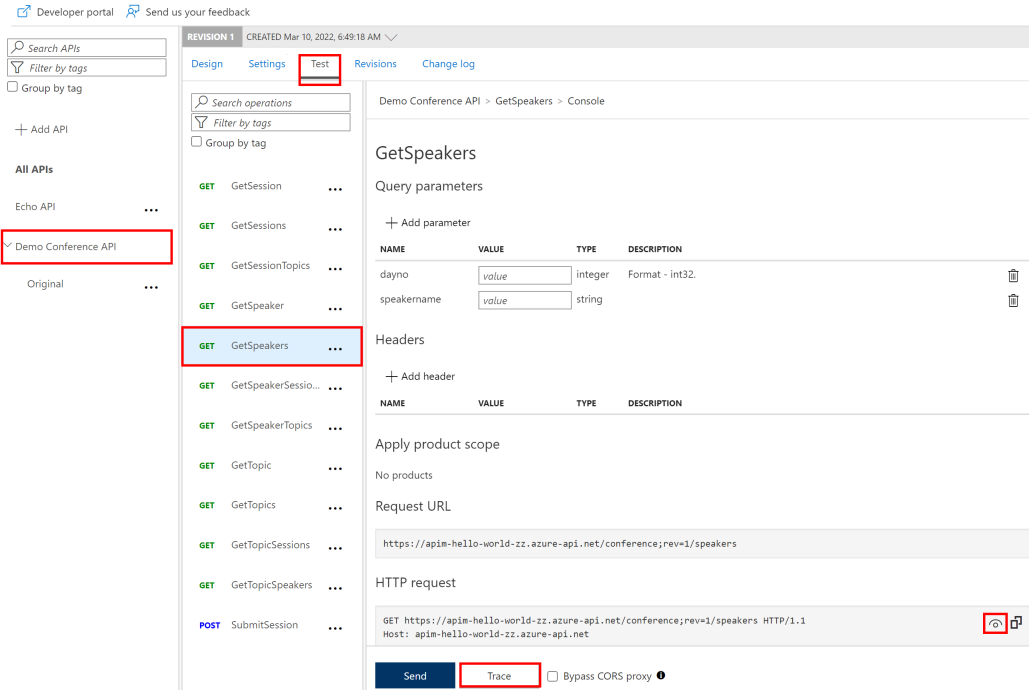 Developer portal Send us your feedback
Search APIs
Filter by tags
Group by tag
Add API
All APIs
Echo API ...
Demo Conference API
Original ...
REVISION 1 CREATED Mar 10, 2022, 6:49:18 AM
Design Settings Test Revisions Change log
Search operations
Filter by tags
Group by tag
GET GetSession ...
GET GetSessions ...
GET GetSessionTopics ...
GET GetSpeaker ...
GET GetSpeakers ...
GET GetSpeakerSessio... ...
GET GetSpeakerTopics ...
GET GetTopic ...
GET GetTopics ...
GET GetTopicSessions ...
GET GetTopicSpeakers ...
POST SubmitSession ...
Demo Conference API > GetSpeakers > Console
GetSpeakers
Query parameters
Add parameter
NAME VALUE TYPE DESCRIPTION
dayno value integer Format - int32.
speakername value string
Headers
Add header
NAME VALUE TYPE DESCRIPTION
Apply product scope
No products
Request URL
https://apim-hello-world-zz.azure-api.net/conference;rev=1/speakers
HTTP request
GET https://apim-hello-world-zz.azure-api.net/conference;rev=1/speakers HTTP/1.1
Host: apim-hello-world-zz.azure-api.net
Send Trace Bypass CORS proxy